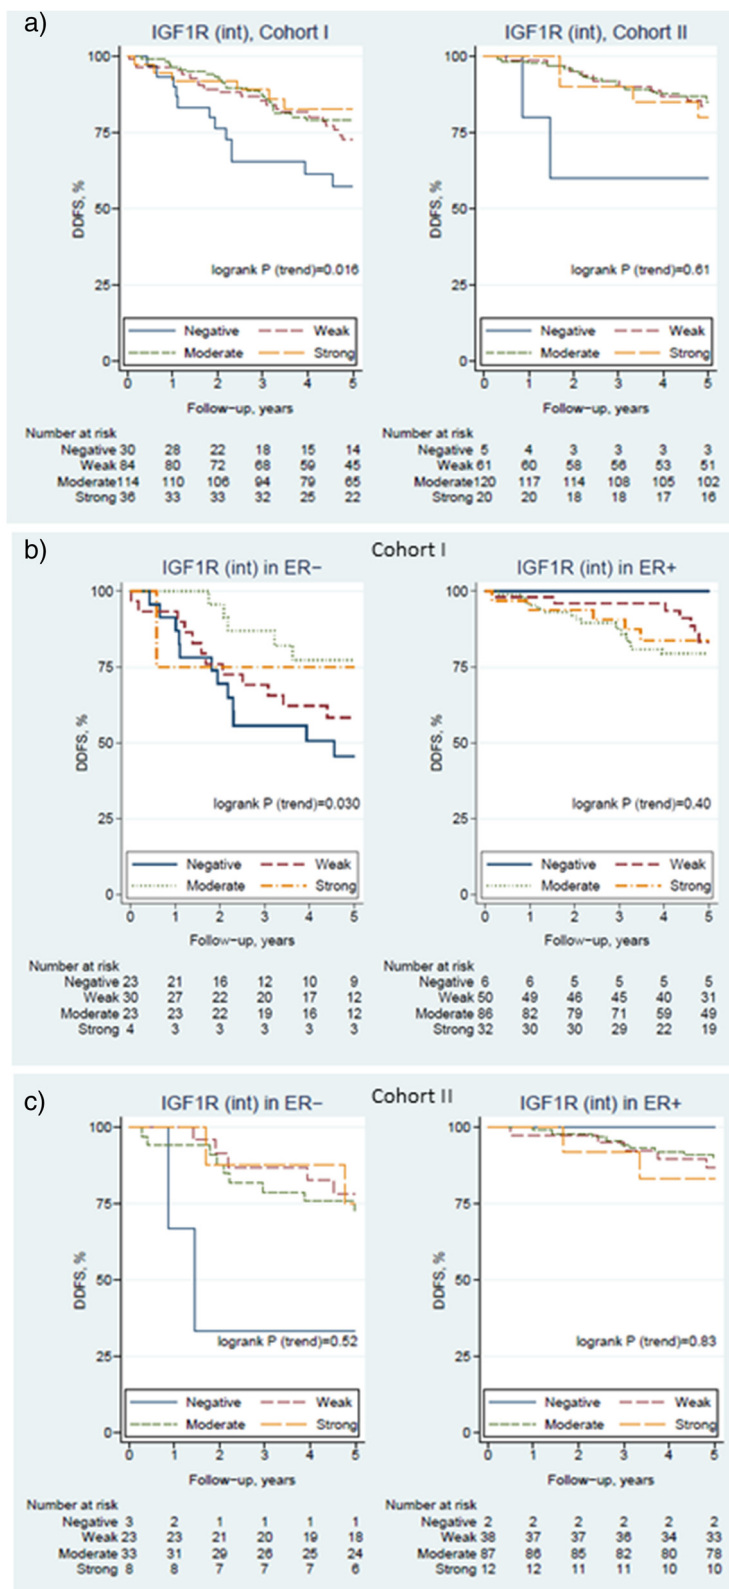 a)
IGF1R (int), Cohort I
IGF1R (int), Cohort II
100
75
50
25
0
DDFS, %
logrank P (trend)=0.016
Negative Weak
Moderate Strong
0 1 2 3 4 5
Follow-up, years
Number at risk
Negative 30 28 22 18 15 14
Weak 84 80 72 68 59 45
Moderate 114 110 106 94 79 65
Strong 36 33 33 32 25 22
100
75
50
25
0
DDFS, %
logrank P (trend)=0.61
Negative Weak
Moderate Strong
0 1 2 3 4 5
Follow-up, years
Number at risk
Negative 5 4 3 3 3 3
Weak 61 60 58 56 53 51
Moderate 120 117 114 108 105 102
Strong 20 20 18 18 17 16
b)
Cohort I
IGF1R (int) in ER−
IGF1R (int) in ER+
100
75
50
25
0
DDFS, %
logrank P (trend)=0.030
Negative Weak
Moderate Strong
0 1 2 3 4 5
Follow-up, years
Number at risk
Negative 23 21 16 12 10 9
Weak 30 27 22 20 17 12
Moderate 23 23 22 19 16 12
Strong 4 3 3 3 3 3
100
75
50
25
0
DDFS, %
logrank P (trend)=0.40
Negative Weak
Moderate Strong
0 1 2 3 4 5
Follow-up, years
Number at risk
Negative 6 6 5 5 5 5
Weak 50 49 46 45 40 31
Moderate 86 82 79 71 59 49
Strong 32 30 30 29 22 19
c)
Cohort II
IGF1R (int) in ER−
IGF1R (int) in ER+
100
75
50
25
0
DDFS, %
logrank P (trend)=0.52
Negative Weak
Moderate Strong
0 1 2 3 4 5
Follow-up, years
Number at risk
Negative 3 2 1 1 1 1
Weak 23 23 21 20 19 18
Moderate 33 31 29 26 25 24
Strong 8 8 7 7 7 6
100
75
50
25
0
DDFS, %
logrank P (trend)=0.83
Negative Weak
Moderate Strong
0 1 2 3 4 5
Follow-up, years
Number at risk
Negative 2 2 2 2 2 2
Weak 38 37 37 36 34 33
Moderate 87 86 85 82 80 78
Strong 12 12 11 11 10 10